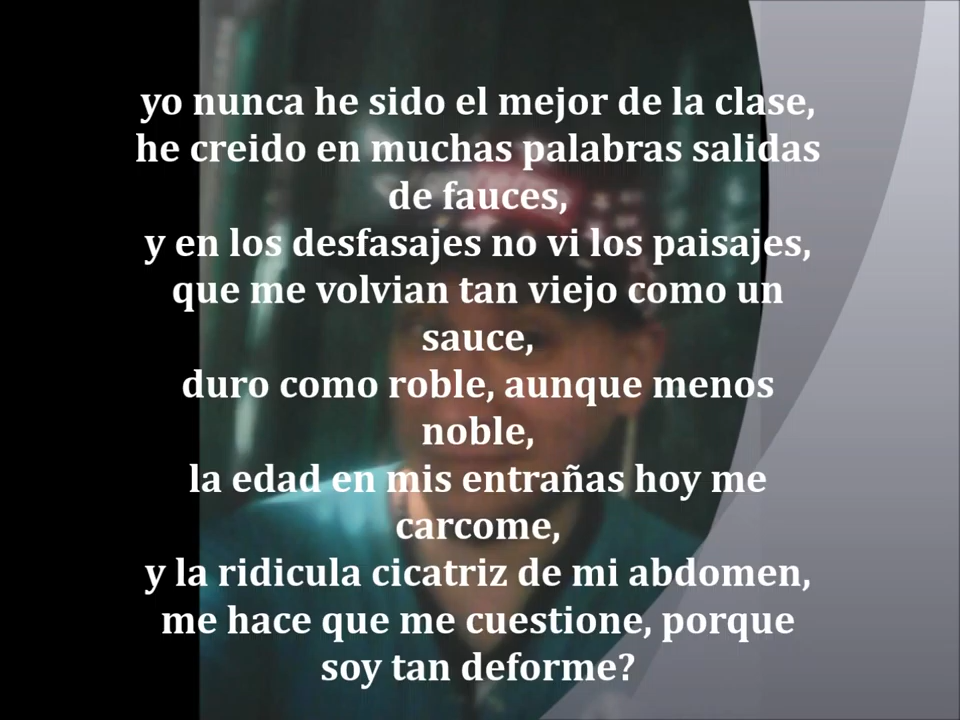 yo nunca he sido el mejor de la clase,
he creido en muchas palabras salidas
de fauces,
y en los desfasajes no vi los paisajes,
que me volvian tan viejo como un
sauce,
duro como roble, aunque menos
noble,
la edad en mis entrañas hoy me
carcome,
y la ridicula cicatriz de mi abdomen,
me hace que me cuestione, porque
soy tan deforme?